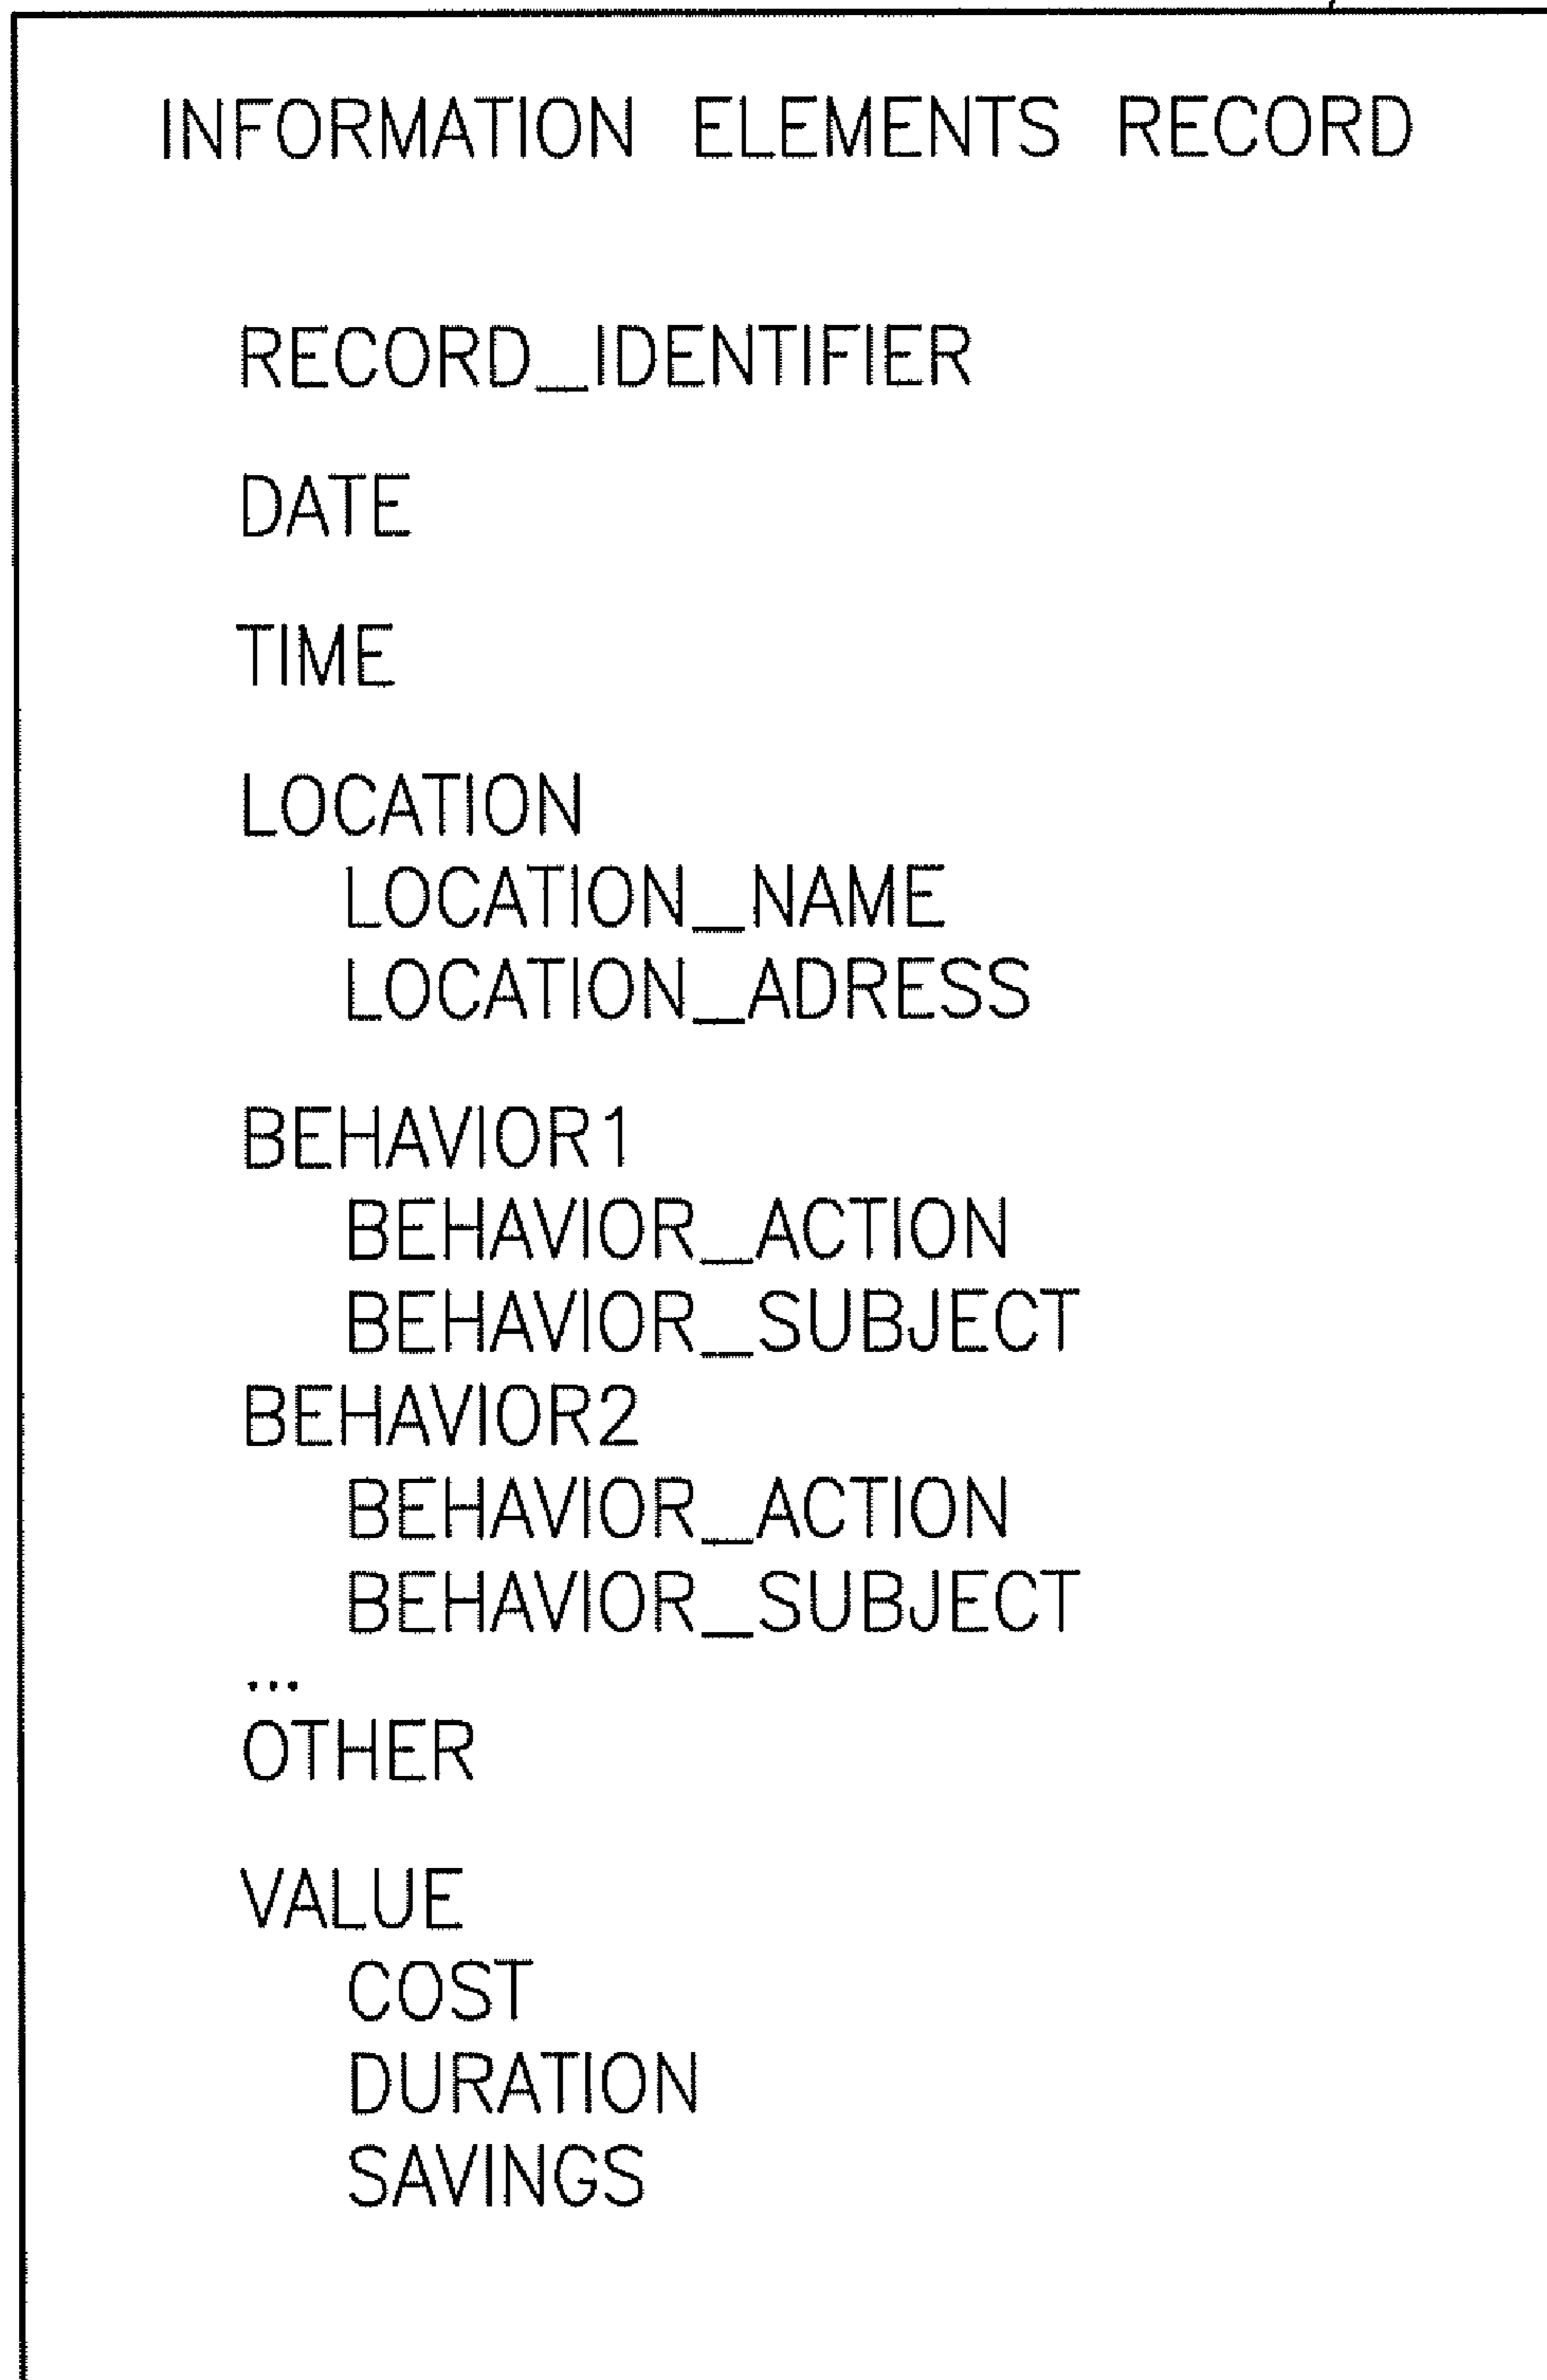 INFORMATION ELEMENTS RECORD
RECORD_IDENTIFIER
DATE
TIME
LOCATION
LOCATION_NAME
LOCATION_ADRESS
BEHAVIOR1
BEHAVIOR_ACTION
BEHAVIOR_SUBJECT
BEHAVIOR2
BEHAVIOR_ACTION
BEHAVIOR_SUBJECT
...
OTHER
VALUE
COST
DURATION
SAVINGS